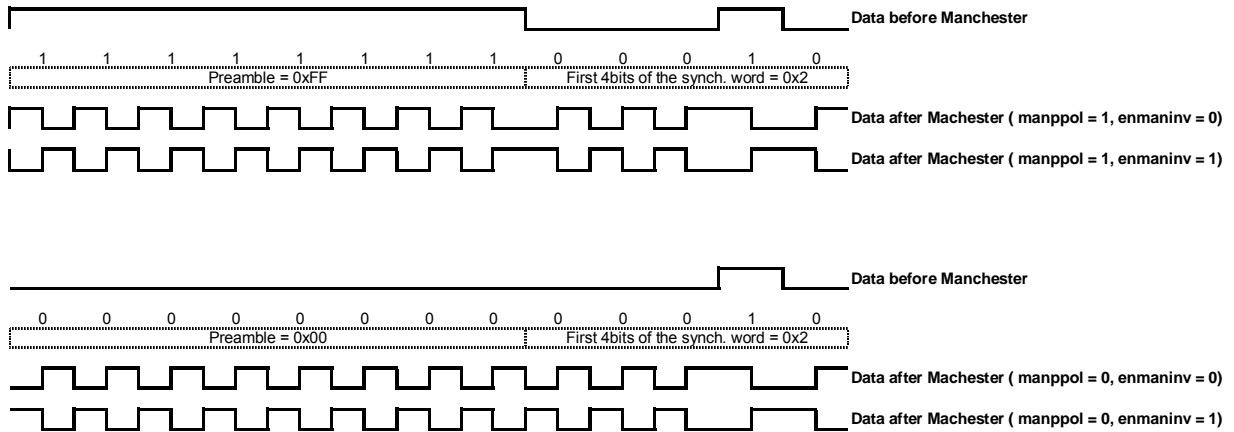 Data before Manchester
1 1 1 1 1 1 1 1 0 0 0 1 0
Preamble = 0xFF First 4bits of the synch. word = 0x2
Data after Machester ( manppol = 1, enmaninv = 0)
Data after Machester ( manppol = 1, enmaninv = 1)
Data before Manchester
0 0 0 0 0 0 0 0 0 0 0 1 0
Preamble = 0x00 First 4bits of the synch. word = 0x2
Data after Machester ( manppol = 0, enmaninv = 0)
Data after Machester ( manppol = 0, enmaninv = 1)